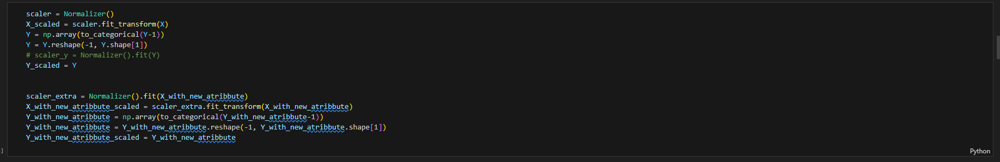 scaler = Normalizer()
X_scaled = scaler.fit_transform(X)
Y = np.array(to_categorical(Y-1))
Y = Y.reshape(-1, Y.shape[1])
# scaler_y = Normalizer().fit(Y)
Y_scaled = Y
scaler_extra = Normalizer().fit(X_with_new_atribbute)
X_with_new_atribbute_scaled = scaler_extra.fit_transform(X_with_new_atribbute)
Y_with_new_atribbute = np.array(to_categorical(Y_with_new_atribbute-1))
Y_with_new_atribbute = Y_with_new_atribbute.reshape(-1, Y_with_new_atribbute.shape[1])
Y_with_new_atribbute_scaled = Y_with_new_atribbute
]
Python